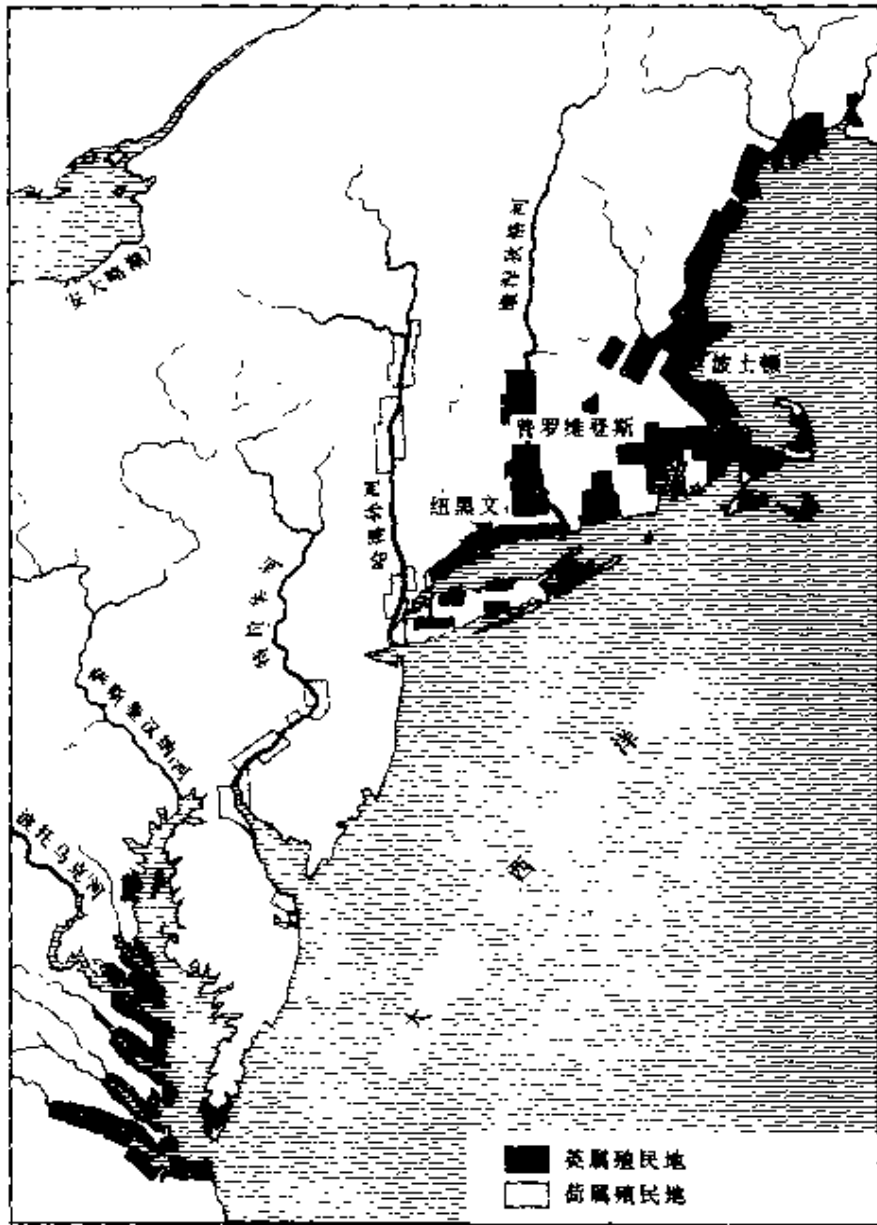 安大略湖
康涅狄格河
波士顿
普罗维登斯
纽黑文
哈得孙河
特拉华河
萨斯奎汉纳河
波托马克河
大西洋
英属殖民地
荷属殖民地